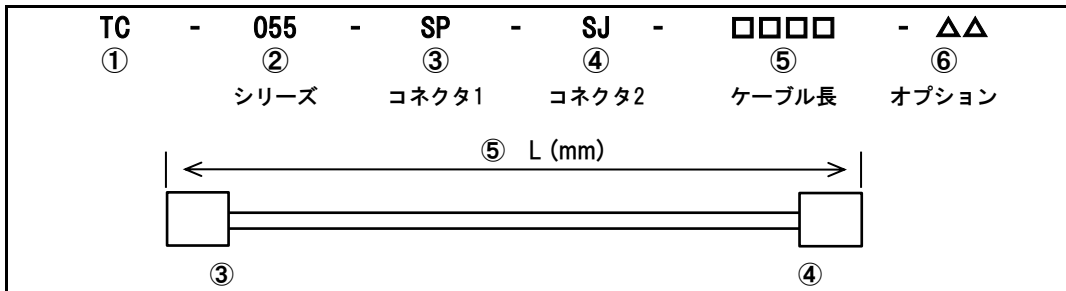 TC - 055 - SP - SJ - □□□□ - △△
① ② ③ ④ ⑤ ⑥
シリーズ コネクタ1 コネクタ2 ケーブル長 オプション
⑤ L (mm)
③ ④